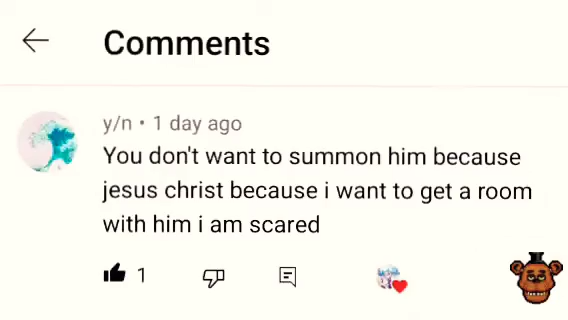 Comments
y/n • 1 day ago
You don't want to summon him because
jesus christ because i want to get a room
with him i am scared
1